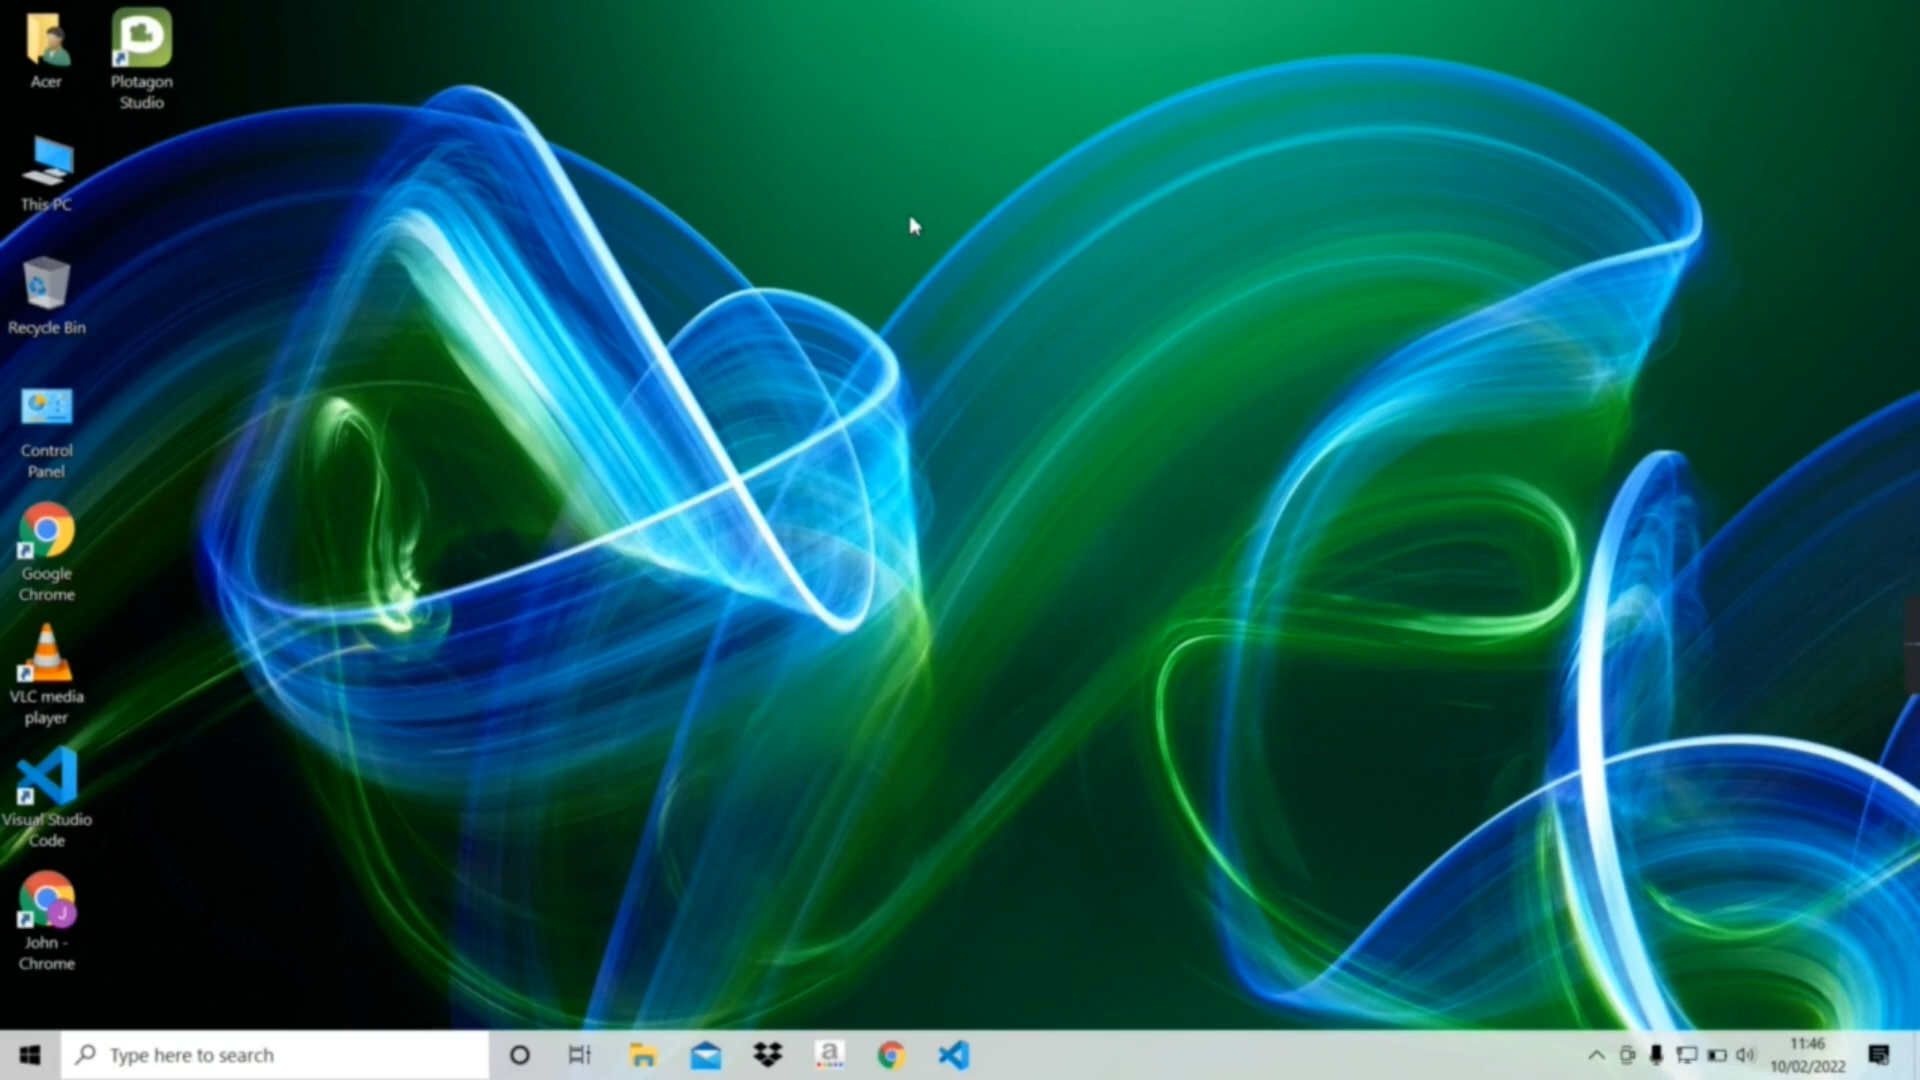 Acer
Plotagon
Studio
This PC
Recycle Bin
Control
Panel
Google
Chrome
VLC media
player
Visual Studio
Code
J
John -
Chrome
Type here to search
a
11:46
10/02/2022